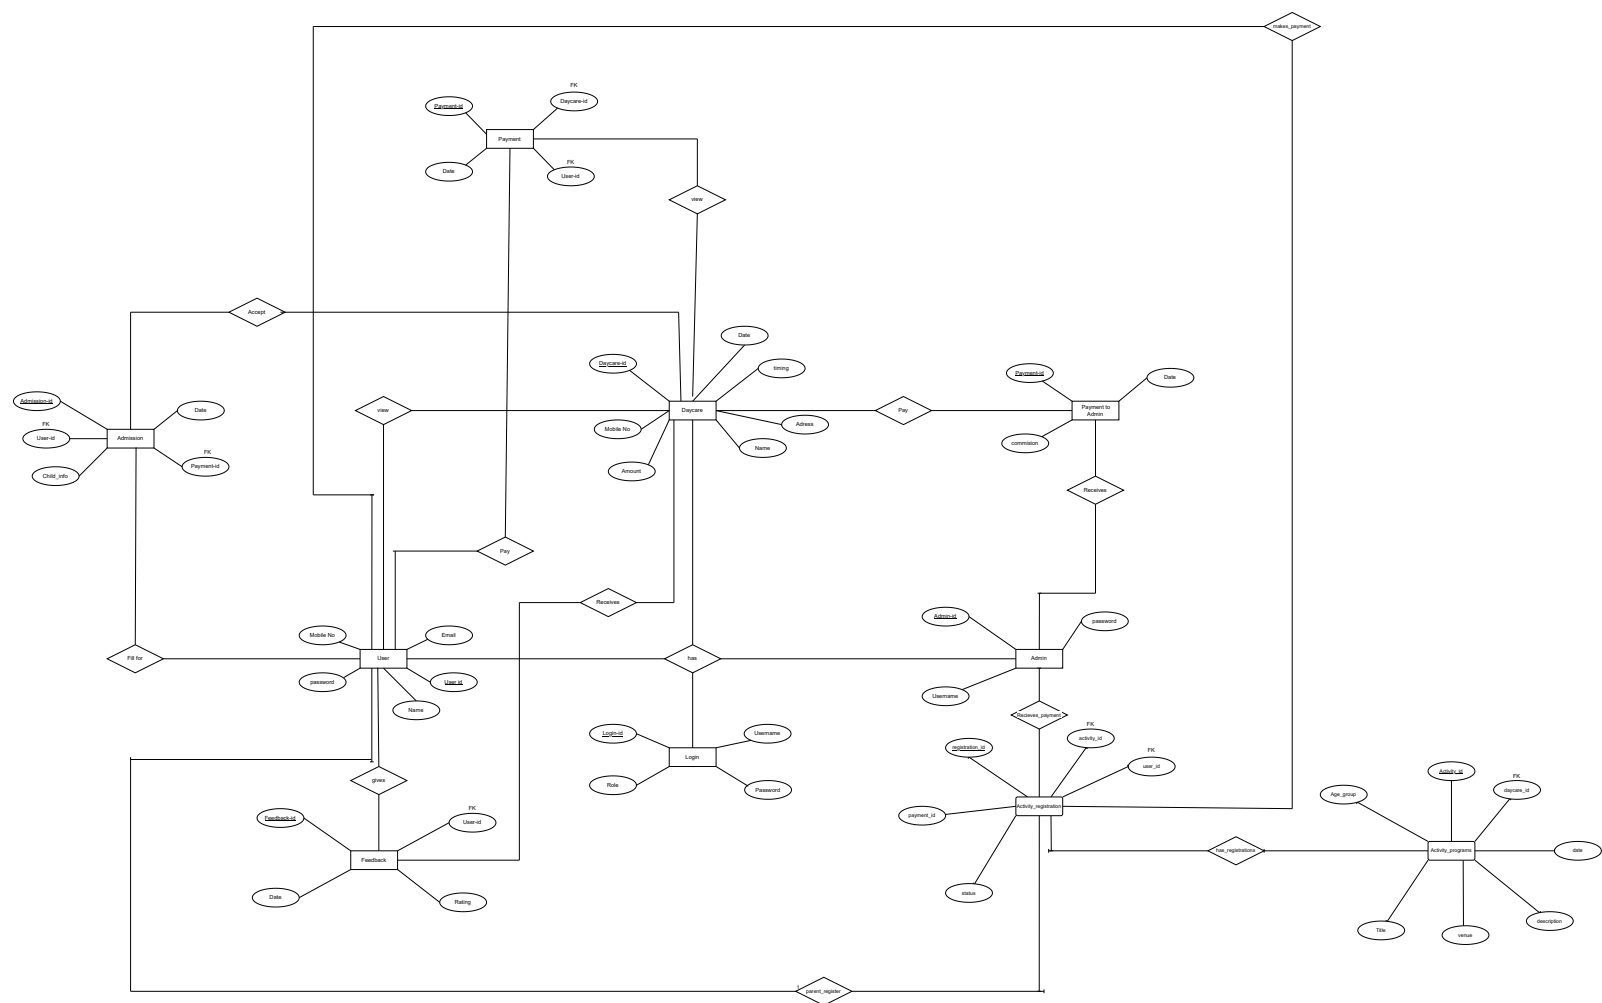 makes_payment
FK
Payment-id
Daycare-id
Payment
FK
Date
User-id
view
Accept
Date
Daycare-id
timing
Payment-id
Date
Admission-id
Date
view
Daycare
Pay
Payment to
Admin
FK
User-id
Admission
Mobile No
Adress
commision
Name
FK
Payment-id
Child_info
Amount
Receives
Pay
Receives
Admin-id
password
Mobile No
Email
Fill for
User
has
Admin
password
User id
Username
Name
Recieves_payment
FK
activity_id
Login-id
Username
registration_id
FK
user_id
Login
gives
Role
Password
Activity_id
FK
daycare_id
Age_group
Activity_registration
FK
User-id
Feedback-id
payment_id
has_registrations
Activity_programs
date
Feedback
Date
Rating
status
Title
venue
description
1
parent_register